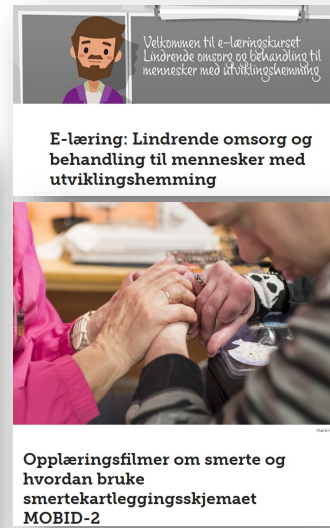 Velkommen til e-læringskurset
Lindrende omsorg og behandling til
mennesker med utviklingshemming
E-læring: Lindrende omsorg og
behandling til mennesker med
utviklingshemming
Opplæringsfilmer om smerte og
hvordan bruke
smertekartleggingsskjemaet
MOBID-2